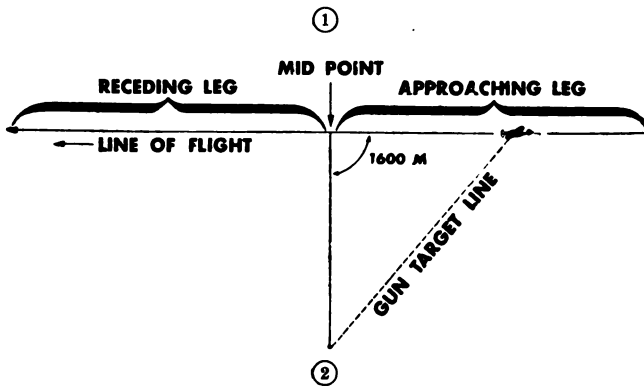 ①
MID POINT
RECEDING LEG
APPROACHING LEG
LINE OF FLIGHT
1600 M
GUN TARGET LINE
②